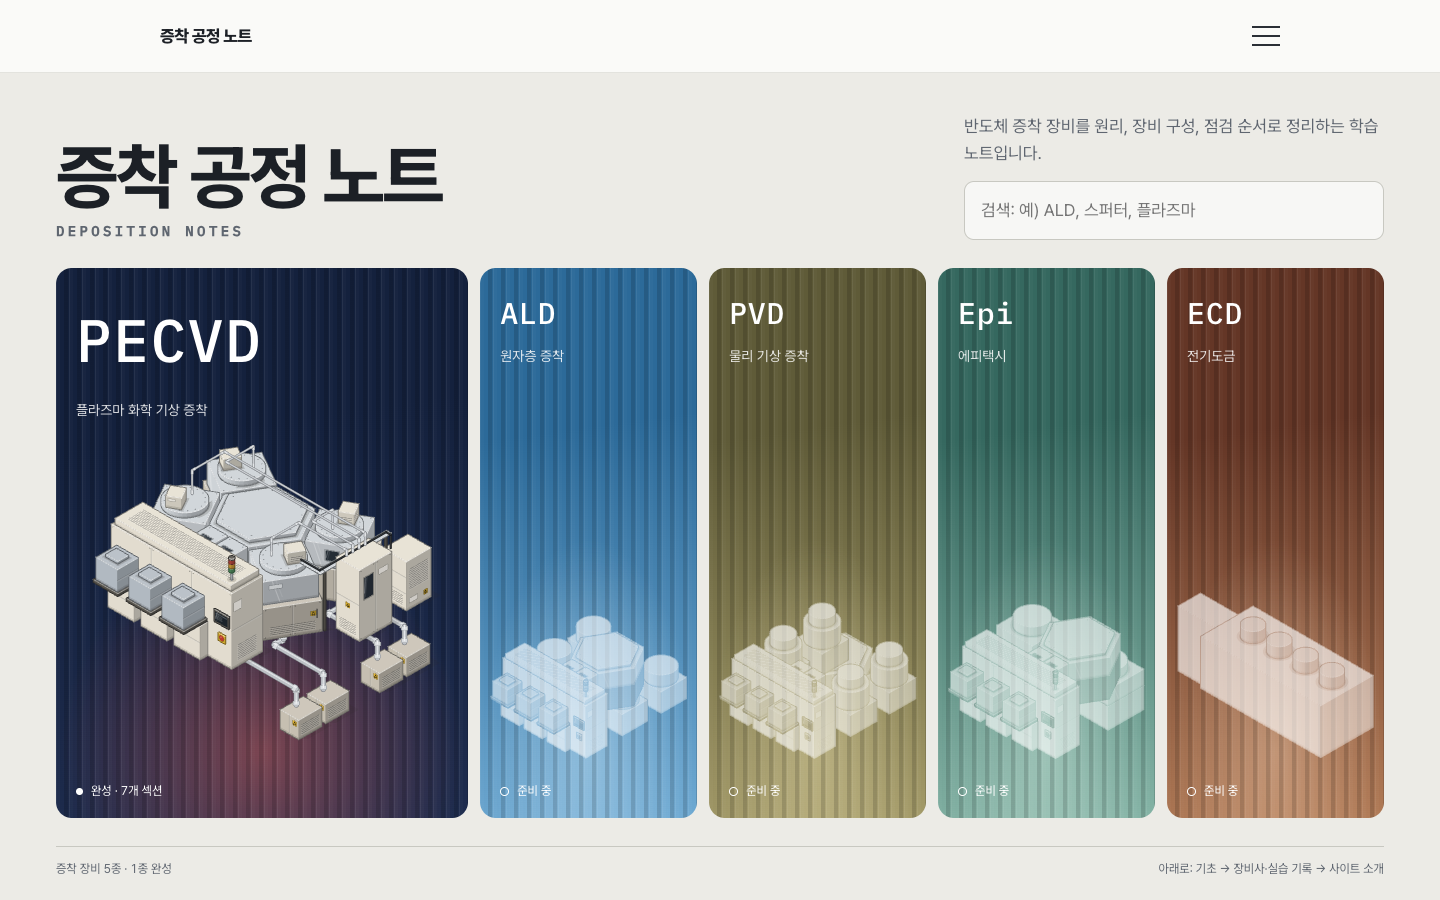 증착 공정 노트
반도체 증착 장비를 원리, 장비 구성, 점검 순서로 정리하는 학습
노트입니다.
증착 공정 노트
DEPOSITION NOTES
검색: 예) ALD, 스퍼터, 플라즈마
PECVD
플라즈마 화학 기상 증착
완성 · 7개 섹션
ALD
원자층 증착
준비 중
PVD
물리 기상 증착
준비 중
Epi
에피택시
준비 중
ECD
전기도금
준비 중
증착 장비 5종 · 1종 완성
아래로: 기초 → 장비사·실습 기록 → 사이트 소개